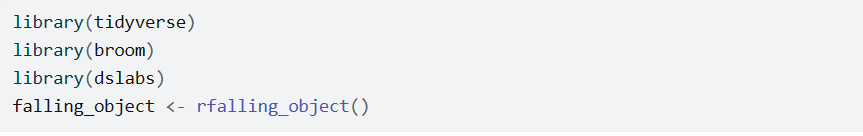 library(tidyverse)
library(broom)
library(dslabs)
falling_object <- rfalling_object()